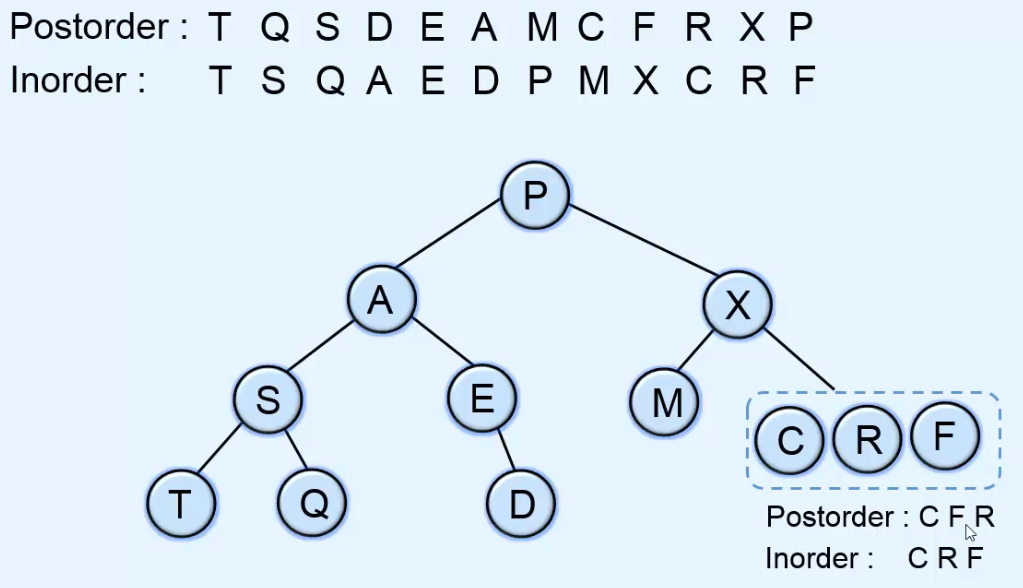 Postorder : T Q S D E A M C F R X P
Inorder : T S Q A E D P M X C R F
P
A X
S E M
C R F
T Q D
Postorder : C F R
Inorder : C R F